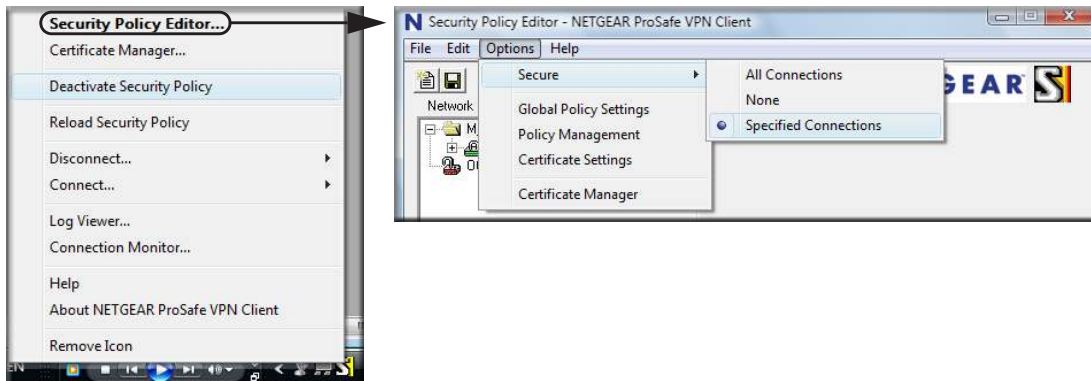 Security Policy Editor...
Certificate Manager...
Deactivate Security Policy
Reload Security Policy
Disconnect...
Connect...
Log Viewer...
Connection Monitor...
Help
About NETGEAR ProSafe VPN Client
Remove Icon
EN
N Security Policy Editor - NETGEAR ProSafe VPN Client
File Edit Options Help
Network
Secure
Global Policy Settings
Policy Management
Certificate Settings
Certificate Manager
All Connections
None
Specified Connections
GEAR S